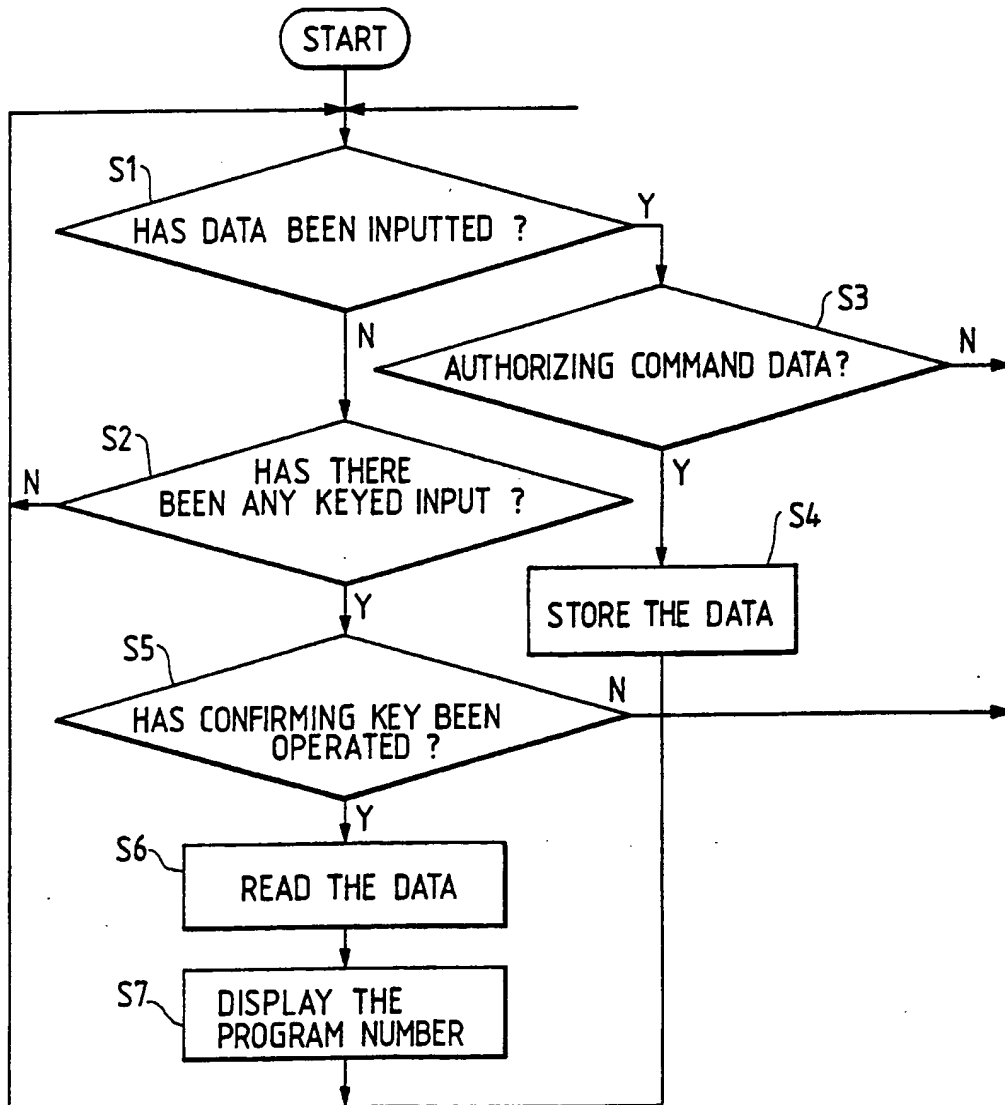 START
S1
HAS DATA BEEN INPUTTED ?
Y
N
S3
AUTHORIZING COMMAND DATA?
N
Y
S2
HAS THERE
BEEN ANY KEYED INPUT ?
N
Y
S4
STORE THE DATA
S5
HAS CONFIRMING KEY BEEN
OPERATED ?
N
Y
S6
READ THE DATA
S7
DISPLAY THE
PROGRAM NUMBER